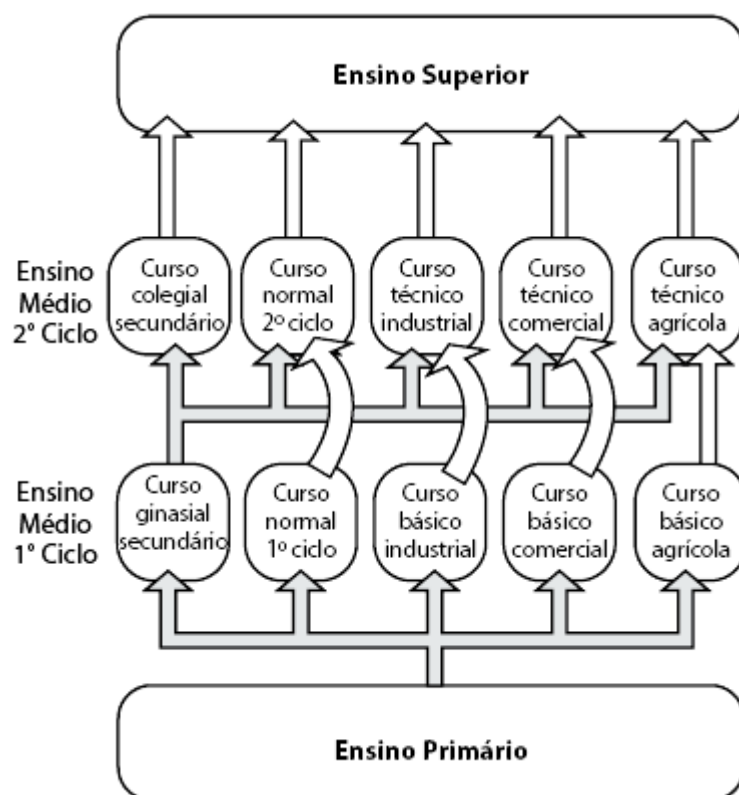 Ensino Superior
Ensino
Médio
2° Ciclo
Curso
colegial
secundário
Curso
normal
2º ciclo
Curso
técnico
industrial
Curso
técnico
comercial
Curso
técnico
agrícola
Ensino
Médio
1° Ciclo
Curso
ginasial
secundário
Curso
normal
1º ciclo
Curso
básico
industrial
Curso
básico
comercial
Curso
básico
agrícola
Ensino Primário